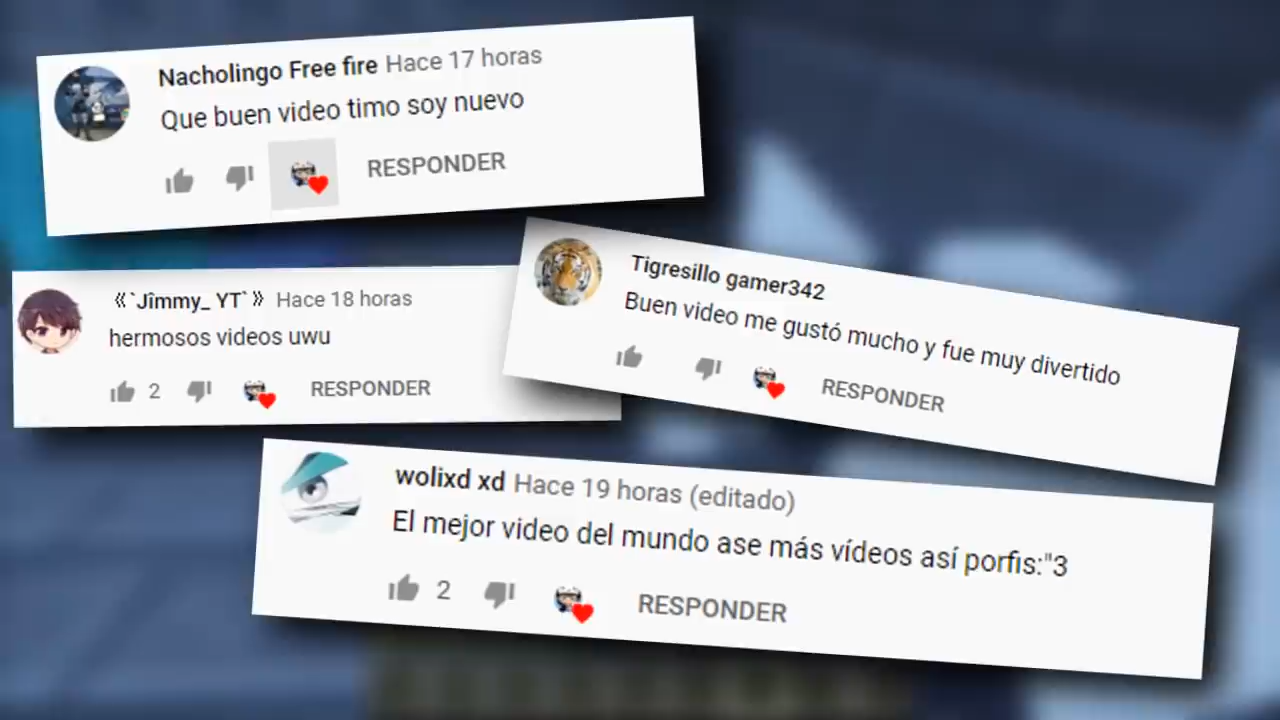 Nacholingo Free fire Hace 17 horas
Que buen video timo soy nuevo
RESPONDER
《`Jîmmy_ YT`》 Hace 18 horas
hermosos videos uwu
2 RESPONDER
Tigresillo gamer342
Buen video me gustó mucho y fue muy divertido
RESPONDER
wolixd xd Hace 19 horas (editado)
El mejor video del mundo ase más vídeos así porfis:"3
2 RESPONDER